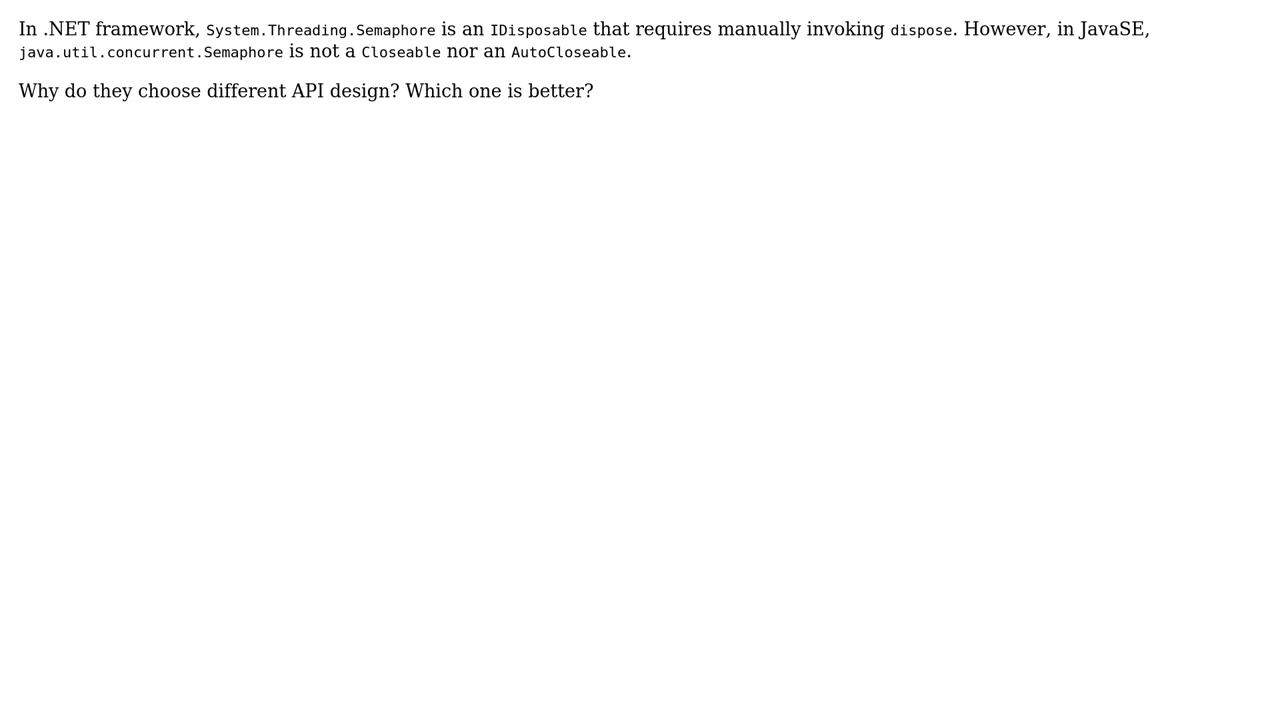 In .NET framework, System.Threading.Semaphore is an IDisposable that requires manually invoking dispose. However, in JavaSE,
java.util.concurrent.Semaphore is not a Closeable nor an AutoCloseable.
Why do they choose different API design? Which one is better?